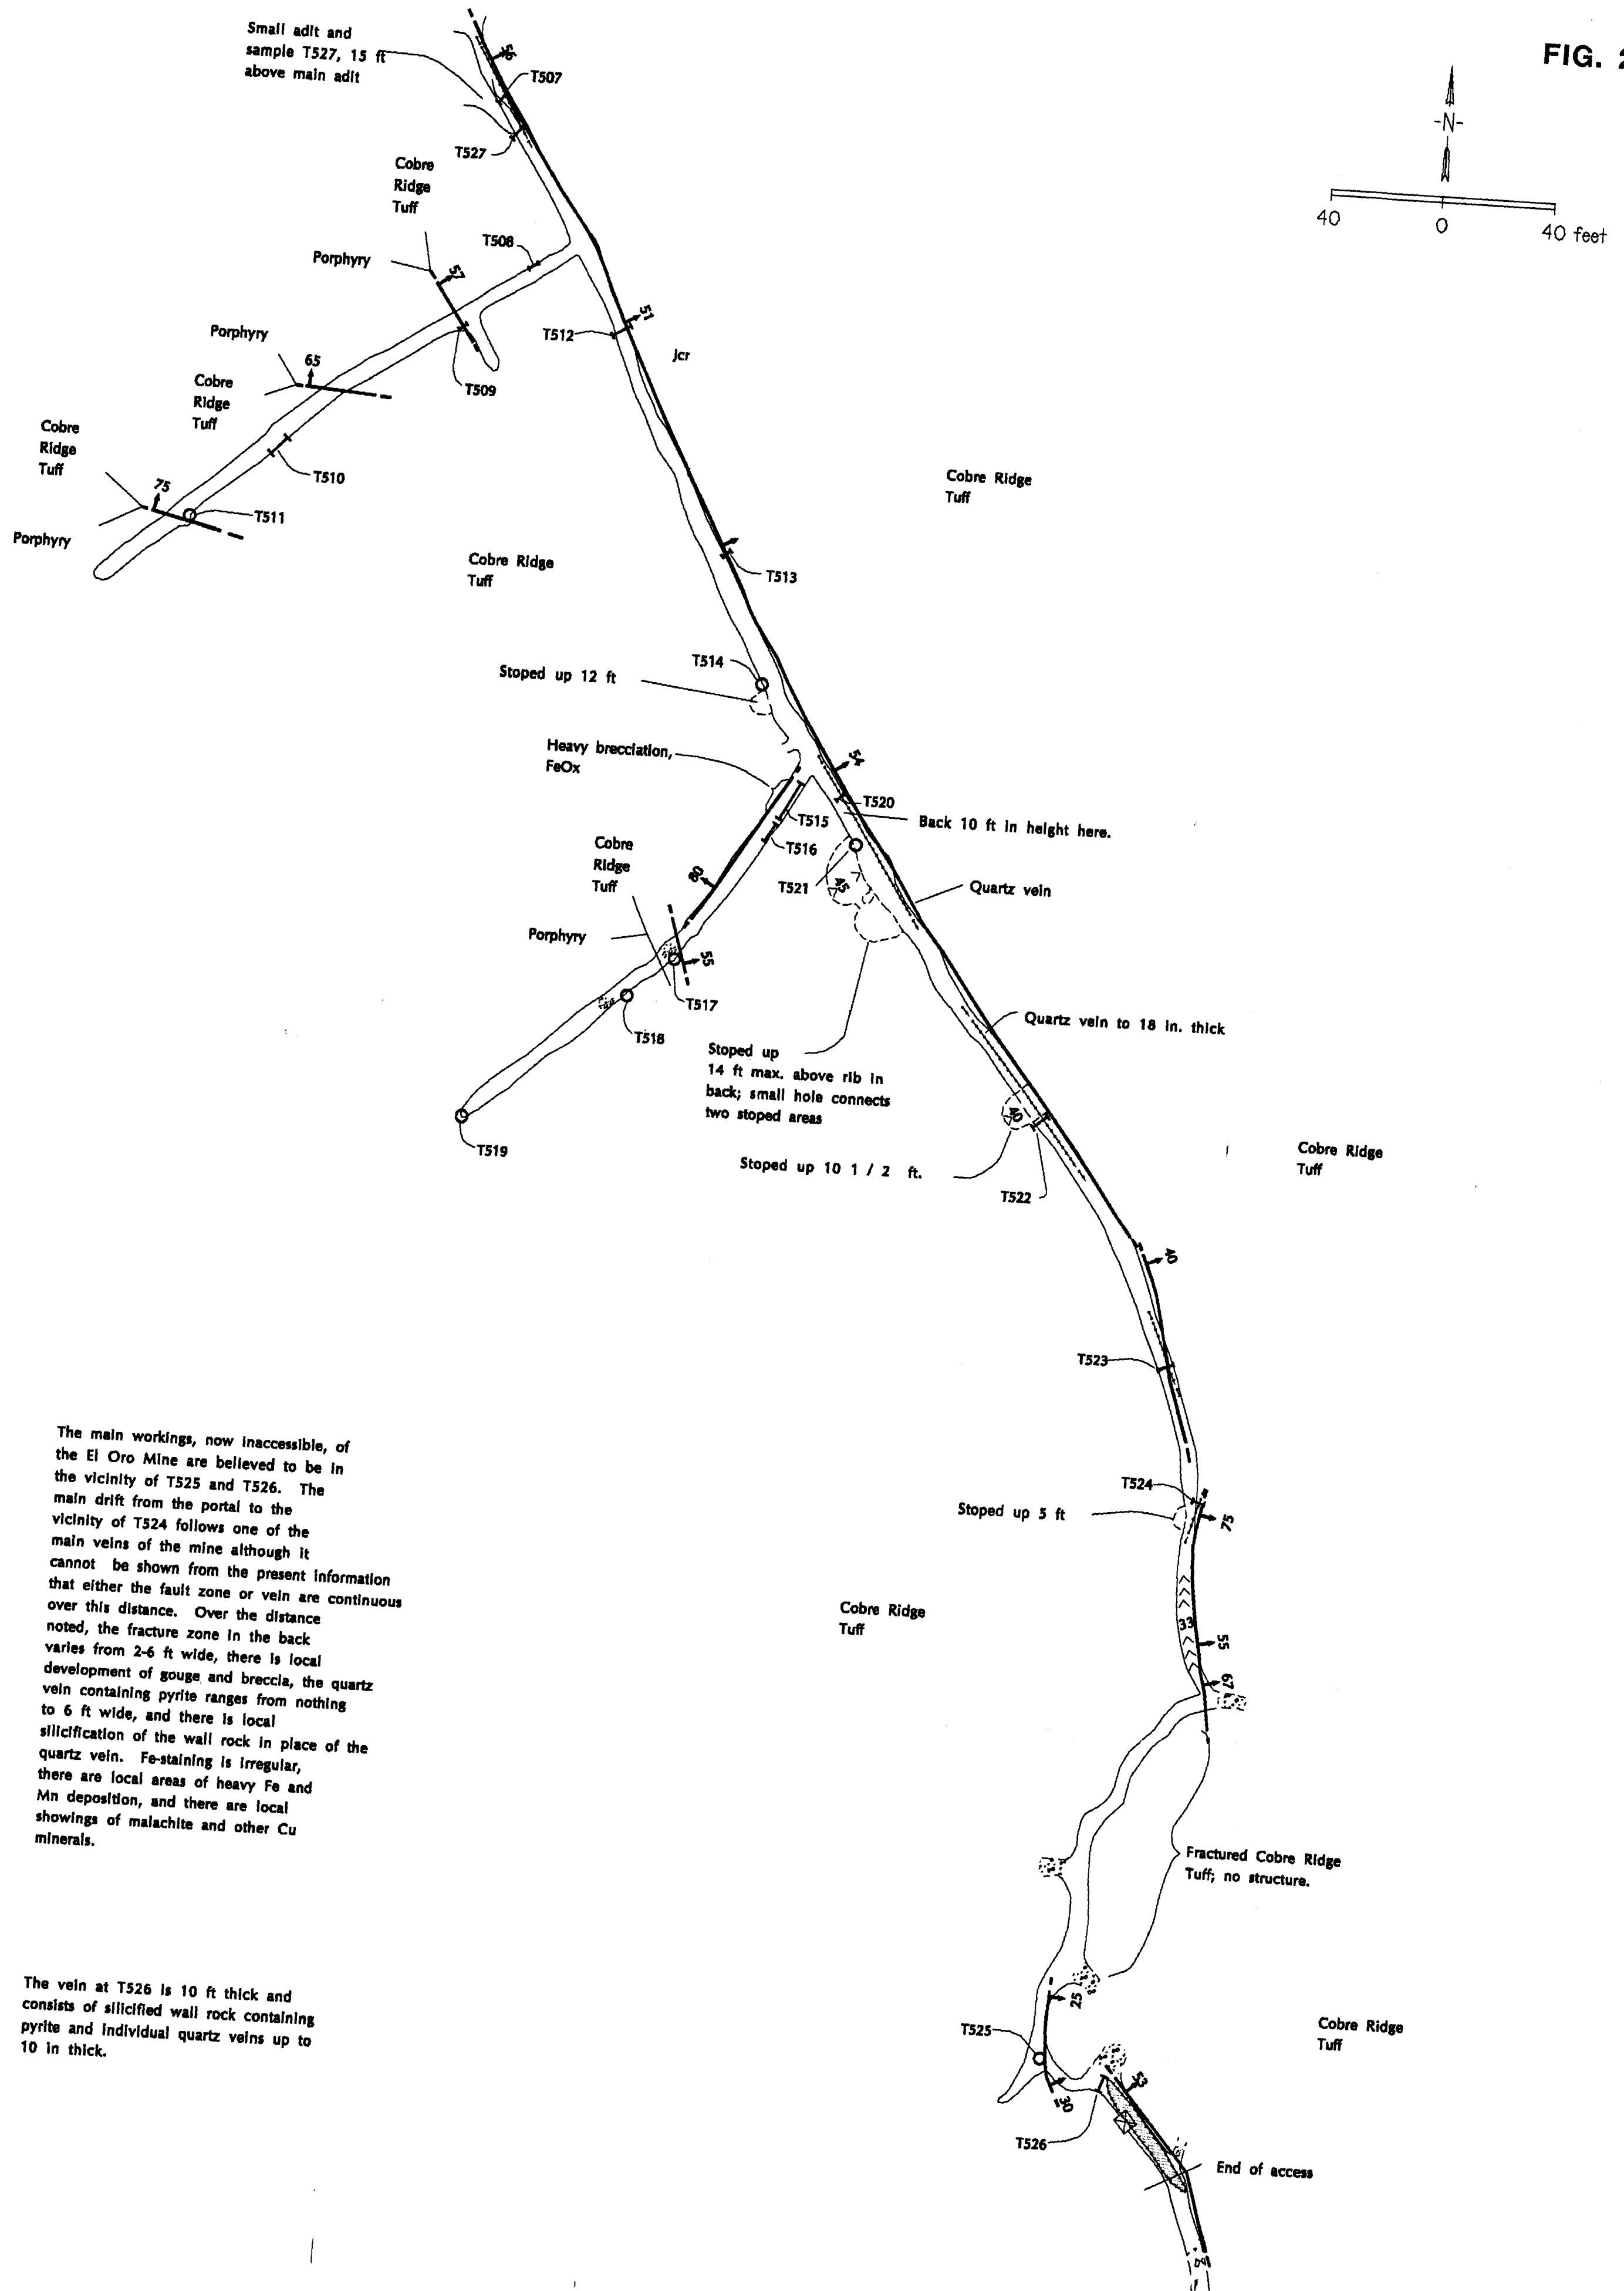 FIG. 2
Small adit and
sample T527, 15 ft
above main adit
56
T507
T527
-N-
40
0
40 feet
Cobre
Ridge
Tuff
T508
Porphyry
57
T512
51
Jcr
Porphyry
65
T509
Cobre
Ridge
Tuff
Cobre
Ridge
Tuff
T510
75
T511
Porphyry
Cobre Ridge
Tuff
Cobre Ridge
Tuff
T513
T514
Stoped up 12 ft
Heavy brecciation,
FeOx
54
T520
Back 10 ft in height here.
T515
T516
Cobre
Ridge
Tuff
80
T521
45
Quartz vein
Porphyry
55
T517
T518
Quartz vein to 18 in. thick
Stoped up
14 ft max. above rib in
back; small hole connects
two stoped areas
40
T519
Stoped up 10 1 / 2 ft.
T522
Cobre Ridge
Tuff
40
T523
The main workings, now inaccessible, of
the El Oro Mine are believed to be in
the vicinity of T525 and T526. The
main drift from the portal to the
vicinity of T524 follows one of the
main veins of the mine although it
cannot be shown from the present information
that either the fault zone or vein are continuous
over this distance. Over the distance
noted, the fracture zone in the back
varies from 2-6 ft wide, there is local
development of gouge and breccia, the quartz
vein containing pyrite ranges from nothing
to 6 ft wide, and there is local
silicification of the wall rock in place of the
quartz vein. Fe-staining is irregular,
there are local areas of heavy Fe and
Mn deposition, and there are local
showings of malachite and other Cu
minerals.
T524
Stoped up 5 ft
75
Cobre Ridge
Tuff
33
55
67
Fractured Cobre Ridge
Tuff; no structure.
The vein at T526 is 10 ft thick and
consists of silicified wall rock containing
pyrite and individual quartz veins up to
10 in thick.
25
T525
Cobre Ridge
Tuff
53
30
T526
End of access